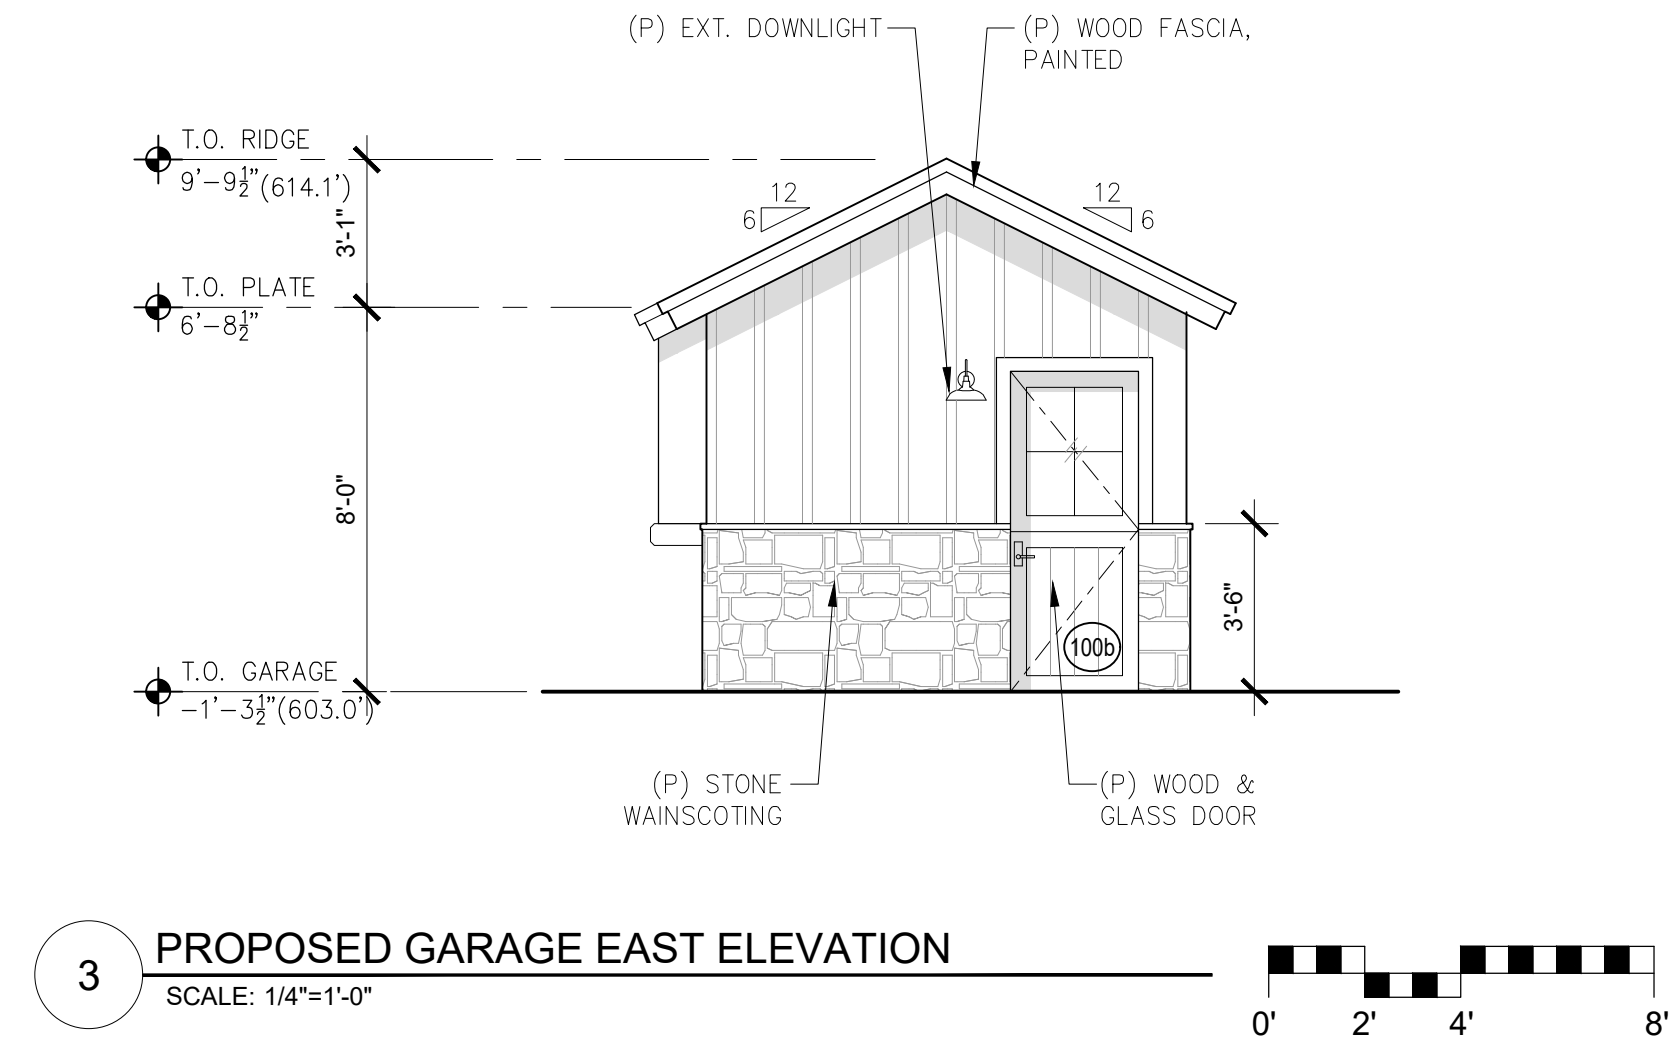 (P) EXT. DOWNLIGHT
(P) WOOD FASCIA,
PAINTED
T.O. RIDGE
9'-9½"(614.1')
3'-1"
12
6
12
6
T.O. PLATE
6'-8½"
8'-0"
3'-6"
100b
T.O. GARAGE
-1'-3½"(603.0')
(P) STONE
WAINSCOTING
(P) WOOD &
GLASS DOOR
3
PROPOSED GARAGE EAST ELEVATION
SCALE: 1/4"=1'-0"
0' 2' 4' 8'